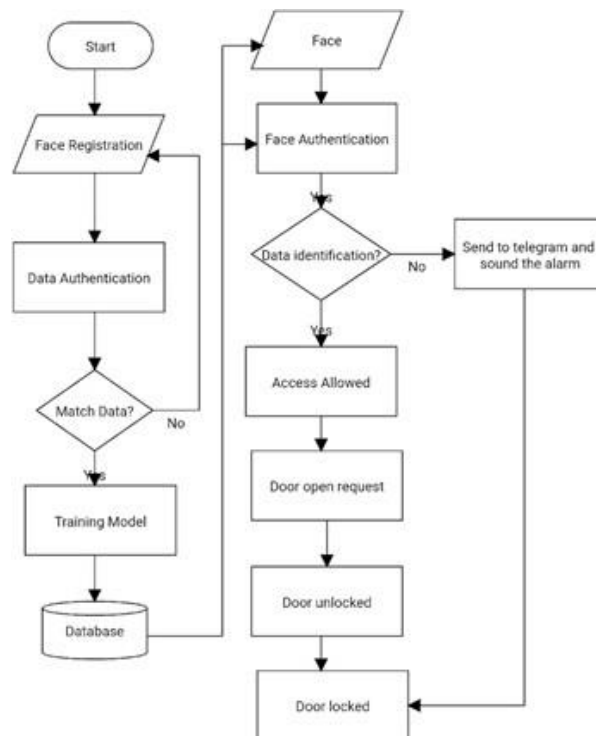 Start
Face Registration
Data Authentication
Match Data?
No
Yes
Training Model
Database
Face
Face Authentication
Yes
Data identification?
No
Send to telegram and
sound the alarm
Yes
Access Allowed
Door open request
Door unlocked
Door locked